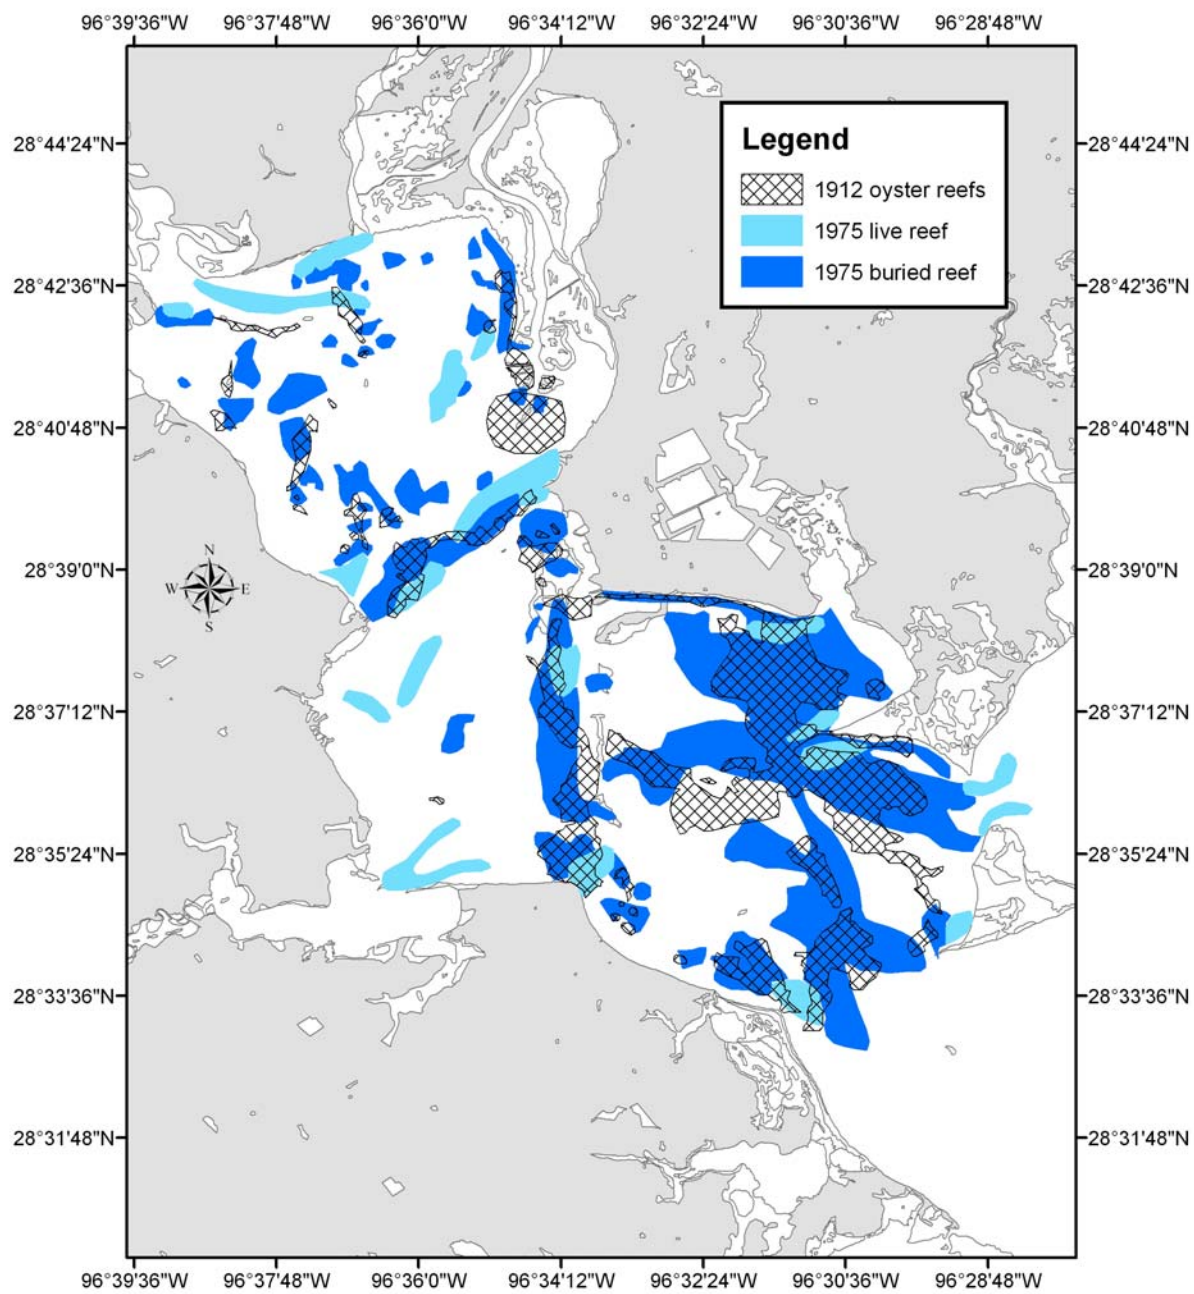 96°39'36"W 96°37'48"W 96°36'0"W 96°34'12"W 96°32'24"W 96°30'36"W 96°28'48"W
28°44'24"N 28°44'24"N
Legend
1912 oyster reefs
1975 live reef
1975 buried reef
28°42'36"N 28°42'36"N
28°40'48"N 28°40'48"N
28°39'0"N 28°39'0"N
N
W E
S
28°37'12"N 28°37'12"N
28°35'24"N 28°35'24"N
28°33'36"N 28°33'36"N
28°31'48"N 28°31'48"N
96°39'36"W 96°37'48"W 96°36'0"W 96°34'12"W 96°32'24"W 96°30'36"W 96°28'48"W